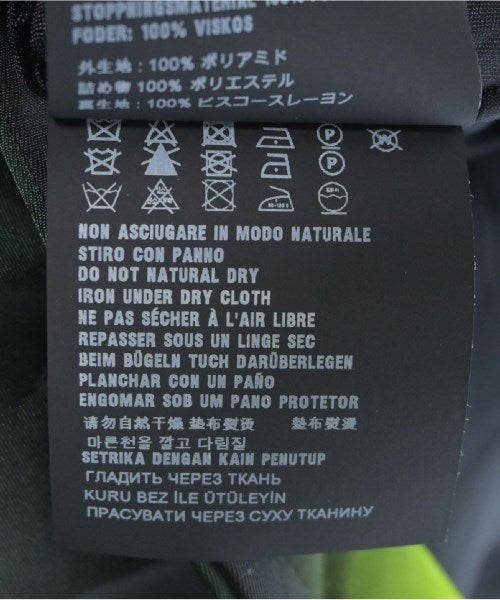 STOPPNINGSMATERIAL 100%
FODER: 100% VISKOS
外生地：100% ポリアミド
詰め物 100% ポリエステル
裏生地：100% ビスコースレーヨン
NON ASCIUGARE IN MODO NATURALE
STIRO CON PANNO
DO NOT NATURAL DRY
IRON UNDER DRY CLOTH
NE PAS SÉCHER À L'AIR LIBRE
REPASSER SOUS UN LINGE SEC
BEIM BÜGELN TUCH DARÜBERLEGEN
PLANCHAR CON UN PAÑO
ENGOMAR SOB UM PANO PROTETOR
请勿自然干燥 垫布熨烫 垫布熨烫
마른천을 깔고 다림질
SETRIKA DENGAN KAIN PENUTUP
ГЛАДИТЬ ЧЕРЕЗ ТКАНЬ
KURU BEZ İLE ÜTÜLEYİN
ПРАСУВАТИ ЧЕРЕЗ СУХУ ТКАНИНУ